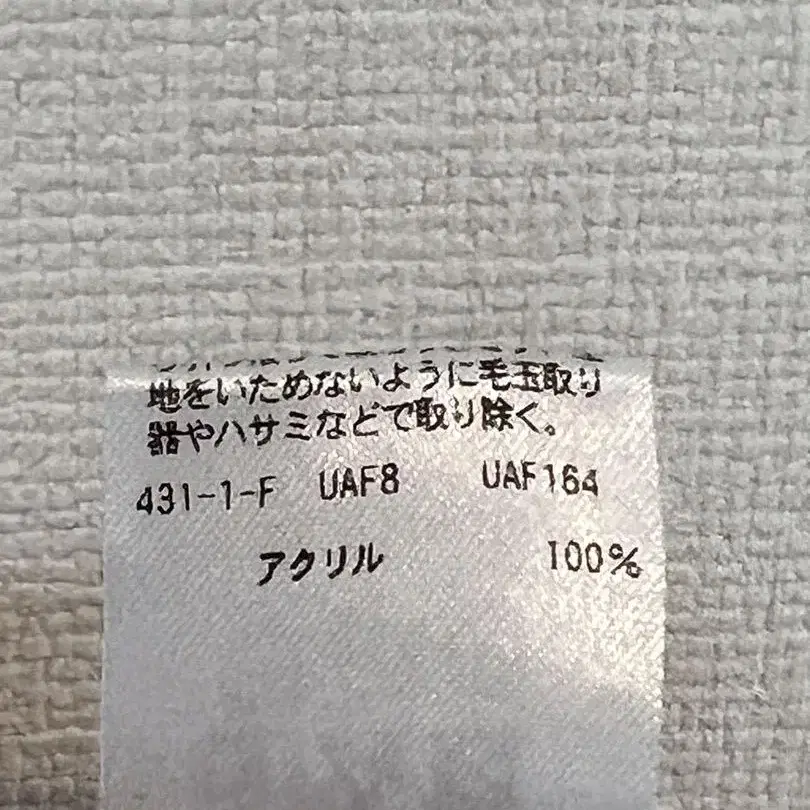 地をいためないように毛玉取り
器やハサミなどで取り除く。
431-1-F UAF8 UAF164
アクリル 100%